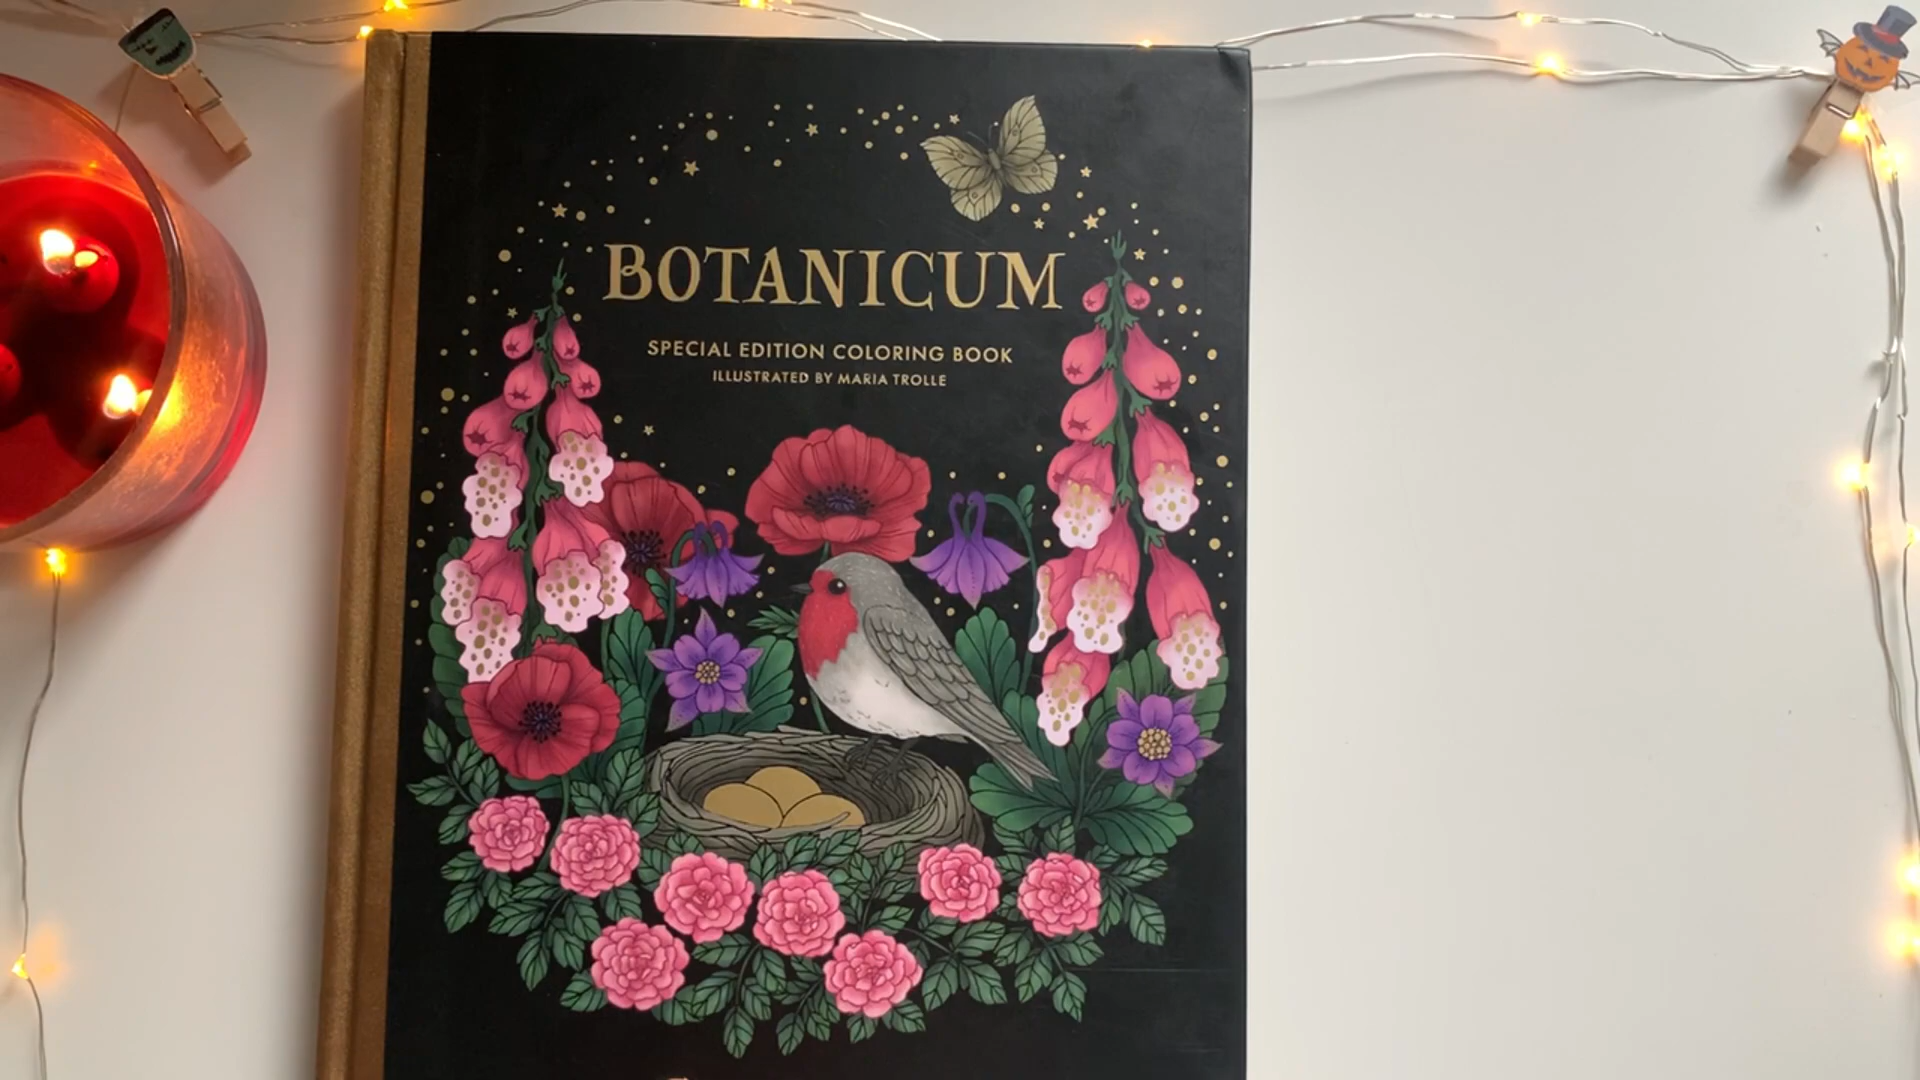 BOTANICUM
SPECIAL EDITION COLORING BOOK
ILLUSTRATED BY MARIA TROLLE